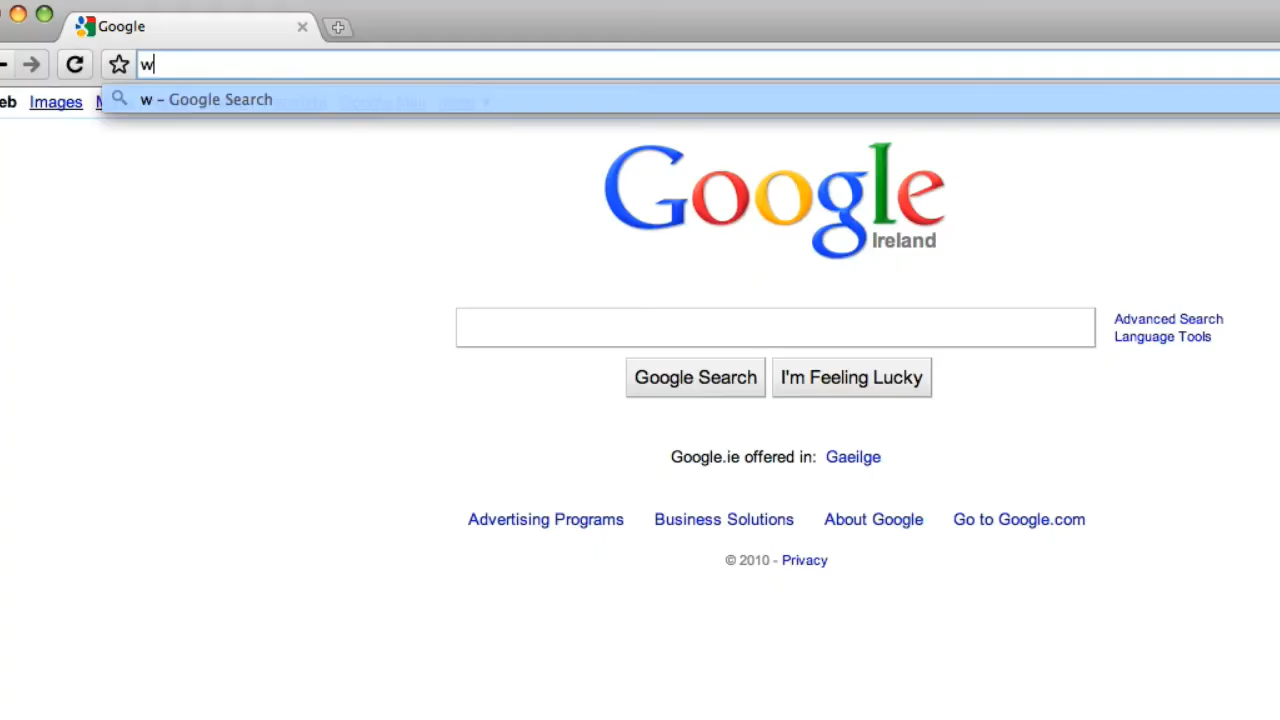 Google
w
eb Images M
w – Google Search
Google
Ireland
Advanced Search
Language Tools
Google Search I'm Feeling Lucky
Google.ie offered in: Gaeilge
Advertising Programs Business Solutions About Google Go to Google.com
© 2010 - Privacy